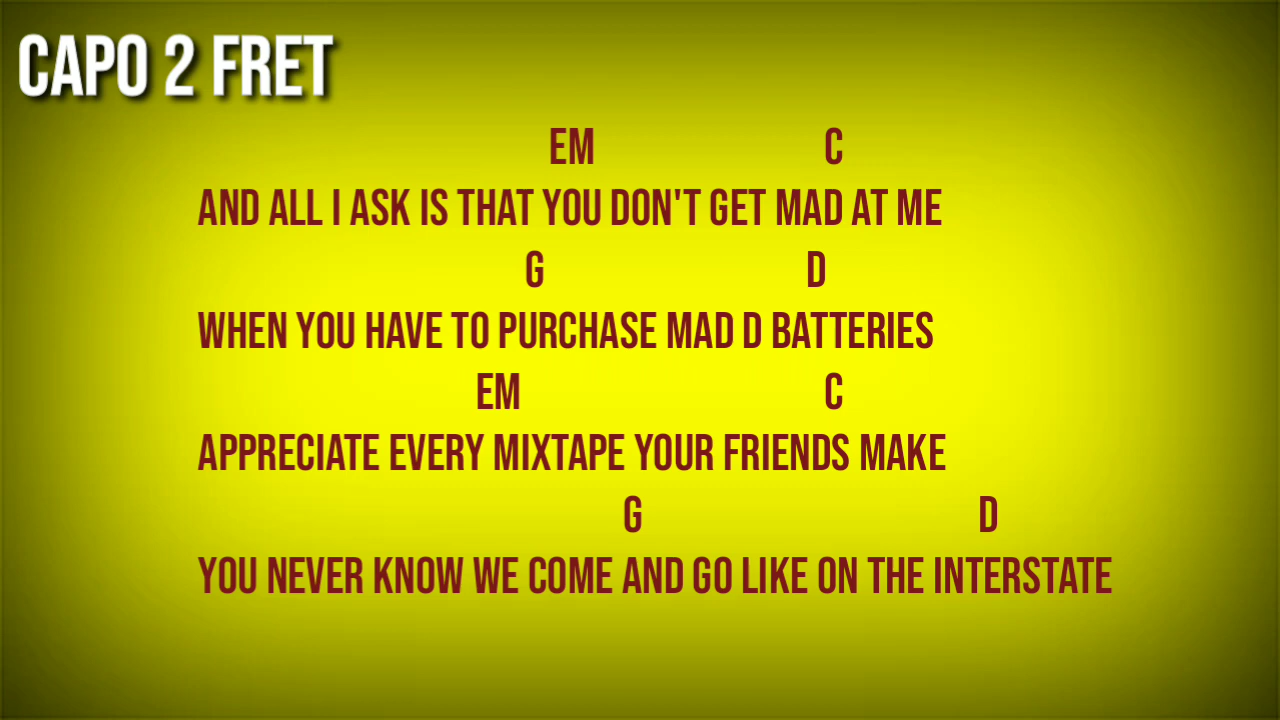 CAPO 2 FRET
EM C
AND ALL I ASK IS THAT YOU DON'T GET MAD AT ME
G D
WHEN YOU HAVE TO PURCHASE MAD D BATTERIES
EM C
APPRECIATE EVERY MIXTAPE YOUR FRIENDS MAKE
G D
YOU NEVER KNOW WE COME AND GO LIKE ON THE INTERSTATE